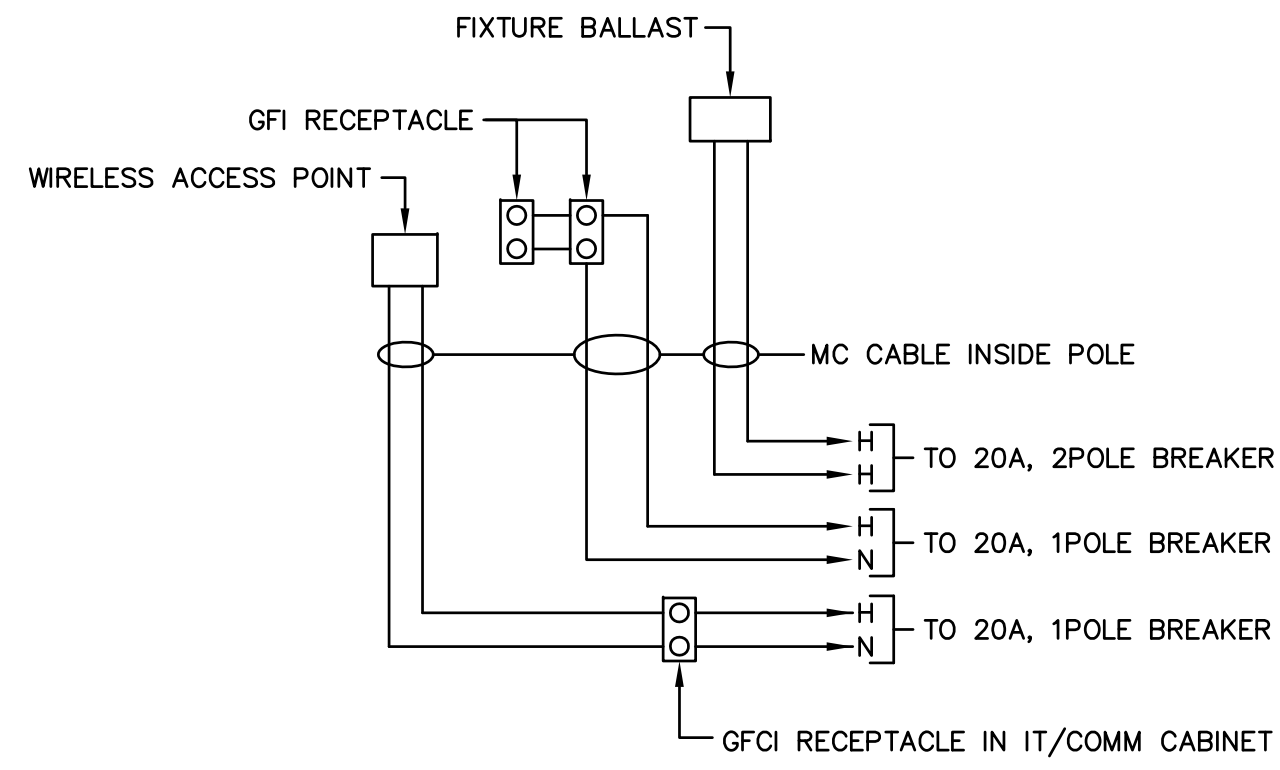 FIXTURE BALLAST
GFI RECEPTACLE
WIRELESS ACCESS POINT
MC CABLE INSIDE POLE
H
H
TO 20A, 2POLE BREAKER
H
N
TO 20A, 1POLE BREAKER
H
N
TO 20A, 1POLE BREAKER
GFCI RECEPTACLE IN IT/COMM CABINET